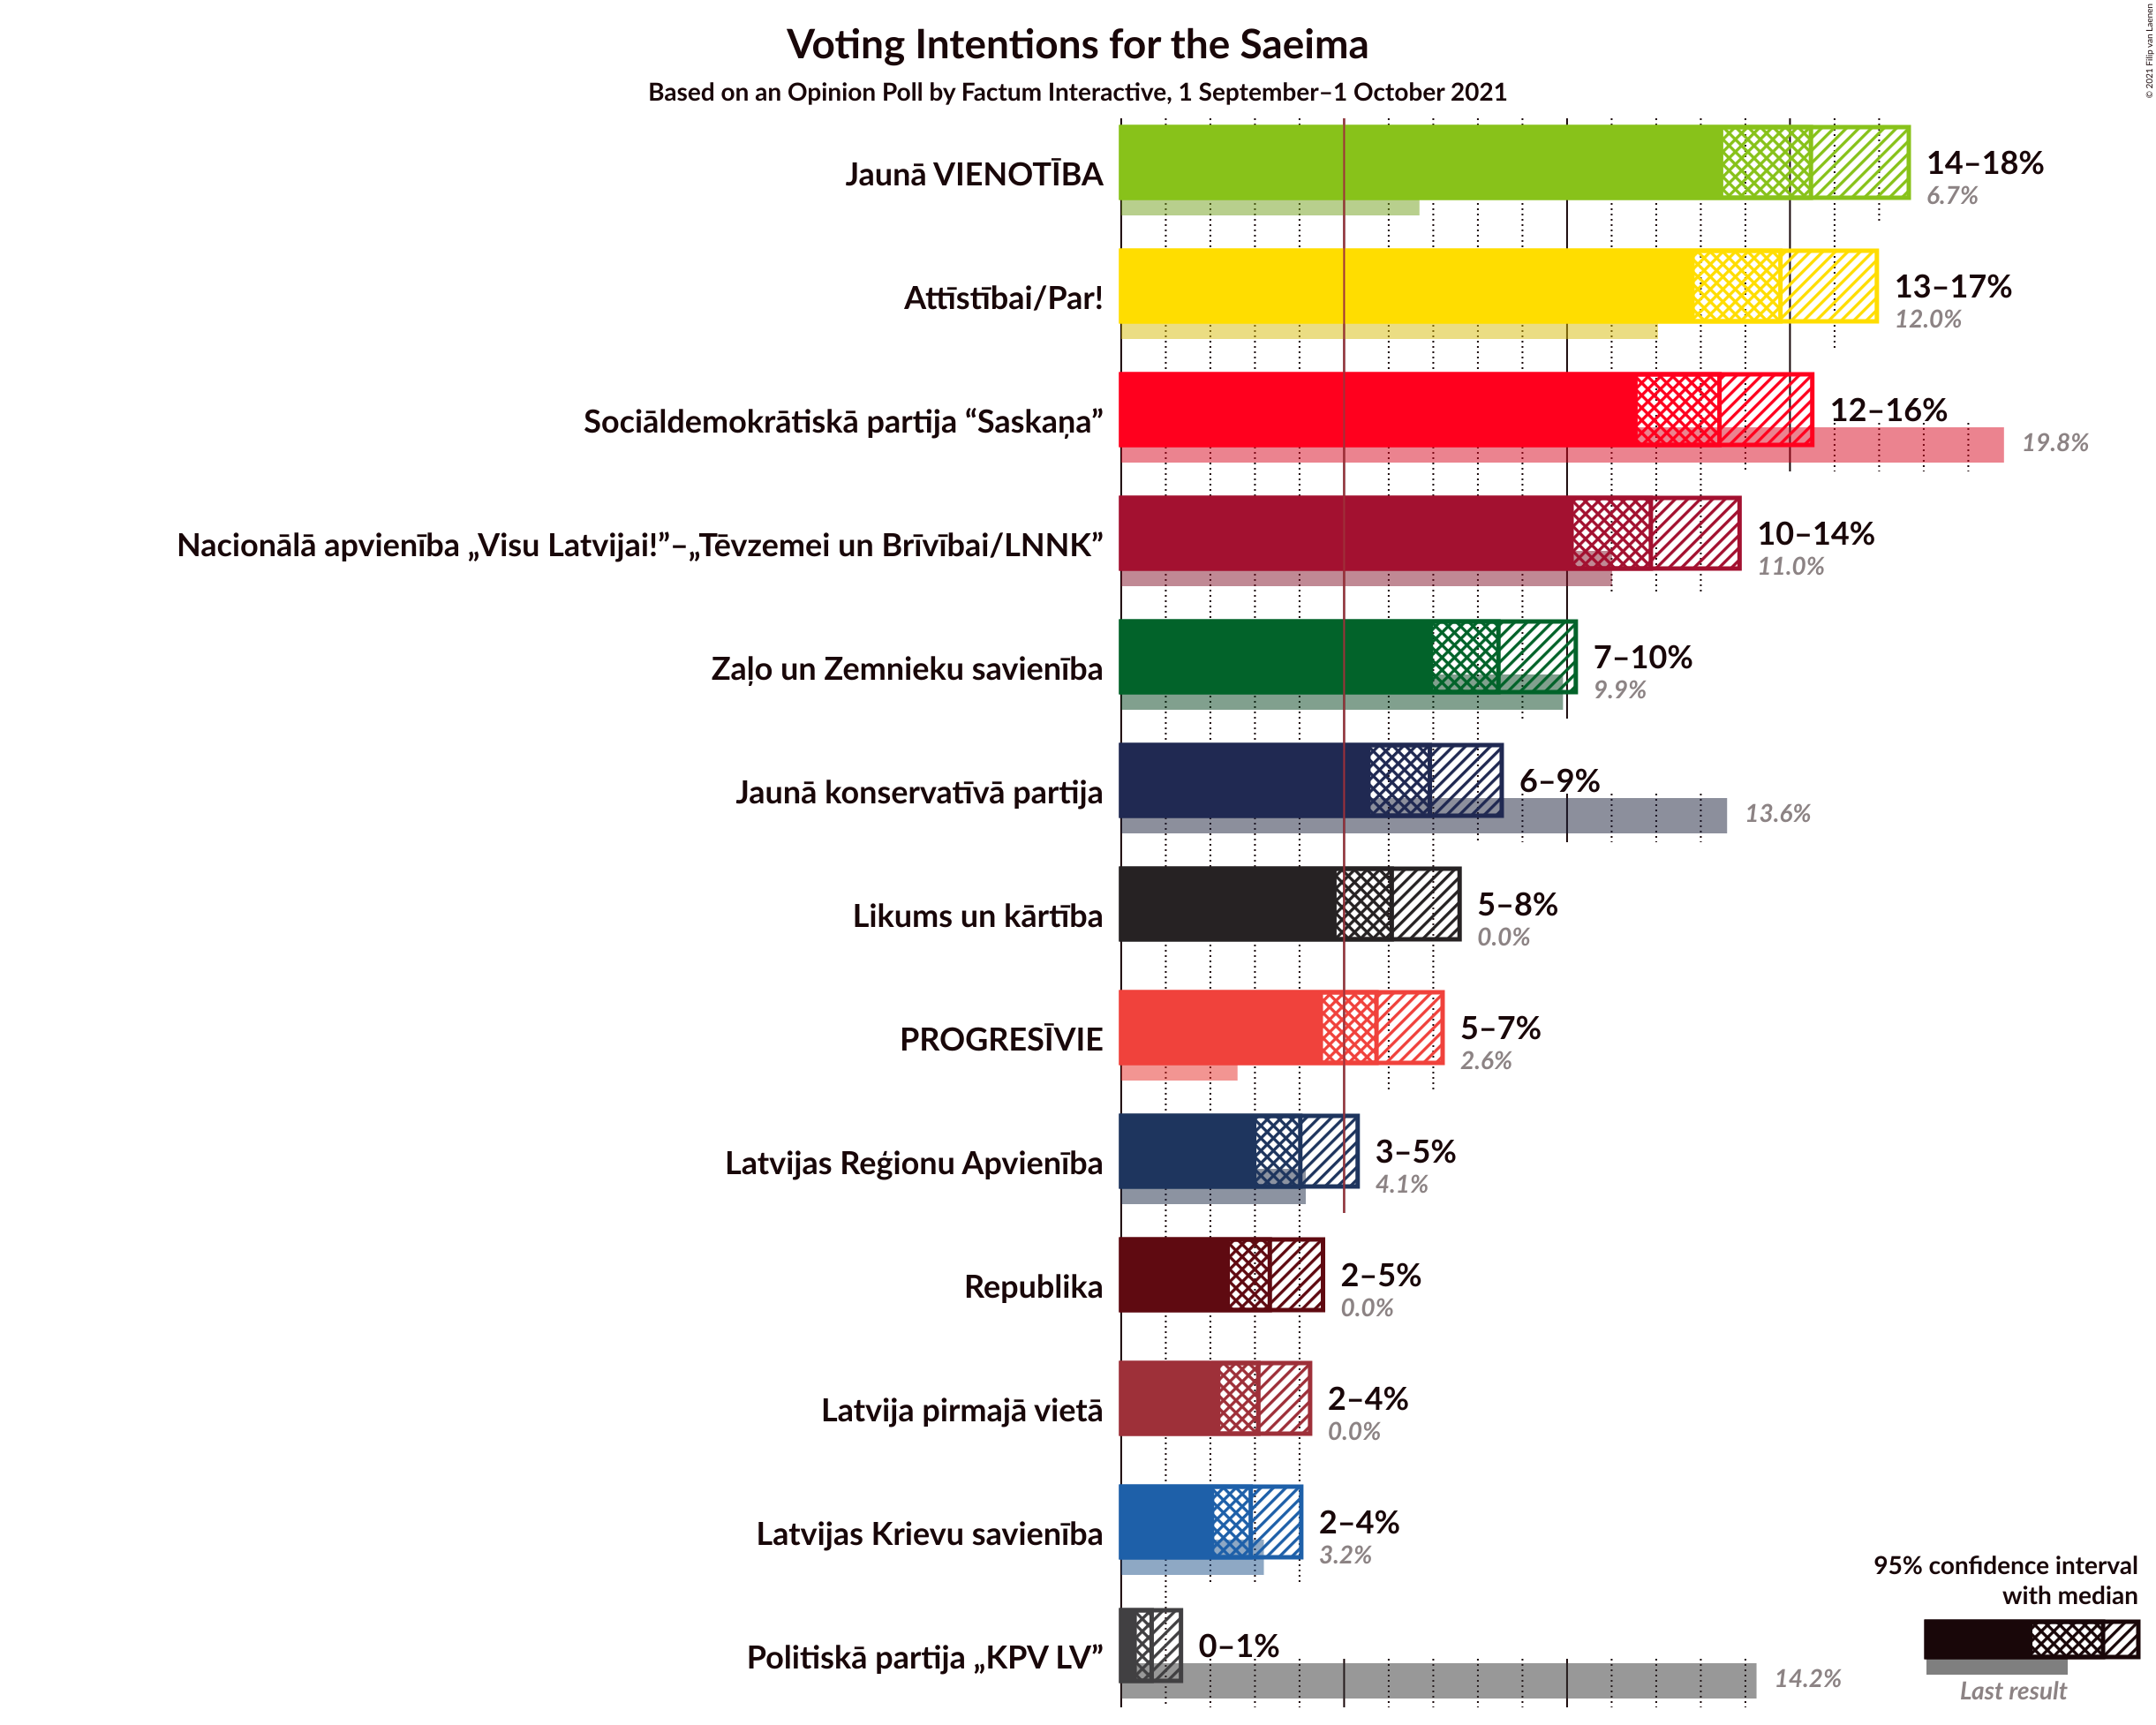 Voting Intentions for the Saeima
Based on an Opinion Poll by Factum Interactive, 1 September–1 October 2021
© 2021 Filip van Laenen
Jaunā VIENOTĪBA
14–18%
6.7%
Attīstībai/Par!
13–17%
12.0%
Sociāldemokrātiskā partija “Saskaņa”
12–16%
19.8%
Nacionālā apvienība „Visu Latvijai!”–„Tēvzemei un Brīvībai/LNNK”
10–14%
11.0%
Zaļo un Zemnieku savienība
7–10%
9.9%
Jaunā konservatīvā partija
6–9%
13.6%
Likums un kārtība
5–8%
0.0%
PROGRESĪVIE
5–7%
2.6%
Latvijas Reģionu Apvienība
3–5%
4.1%
Republika
2–5%
0.0%
Latvija pirmajā vietā
2–4%
0.0%
Latvijas Krievu savienība
2–4%
3.2%
Politiskā partija „KPV LV”
0–1%
14.2%
95% confidence interval
with median
Last result